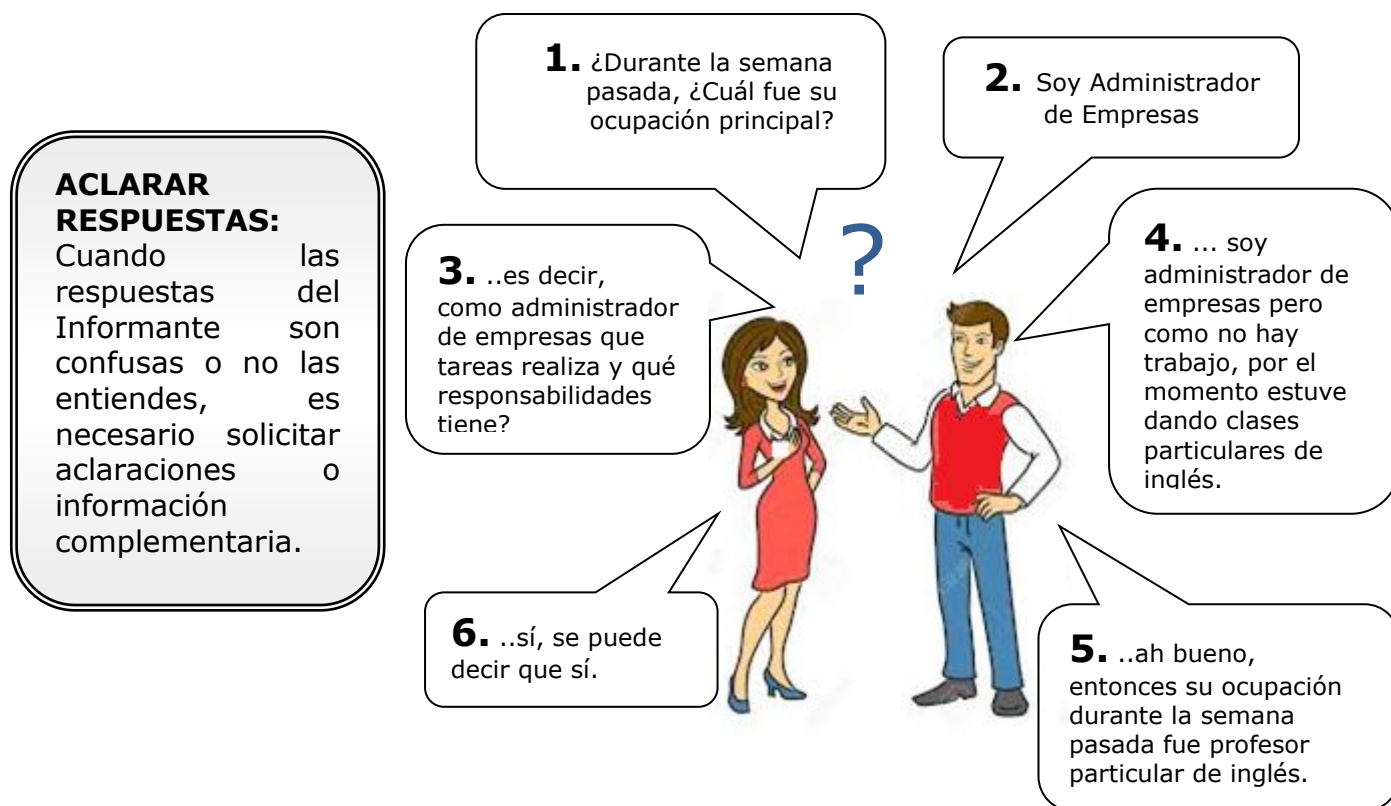 ACLARAR
RESPUESTAS:
Cuando las
respuestas del
Informante son
confusas o no las
entiendes, es
necesario solicitar
aclaraciones o
información
complementaria.
1. ¿Durante la semana
pasada, ¿Cuál fue su
ocupación principal?
2. Soy Administrador
de Empresas
3. ..es decir,
como administrador
de empresas que
tareas realiza y qué
responsabilidades
tiene?
?
4. ... soy
administrador de
empresas pero
como no hay
trabajo, por el
momento estuve
dando clases
particulares de
inglés.
5. ..ah bueno,
entonces su ocupación
durante la semana
pasada fue profesor
particular de inglés.
6. ..sí, se puede
decir que sí.